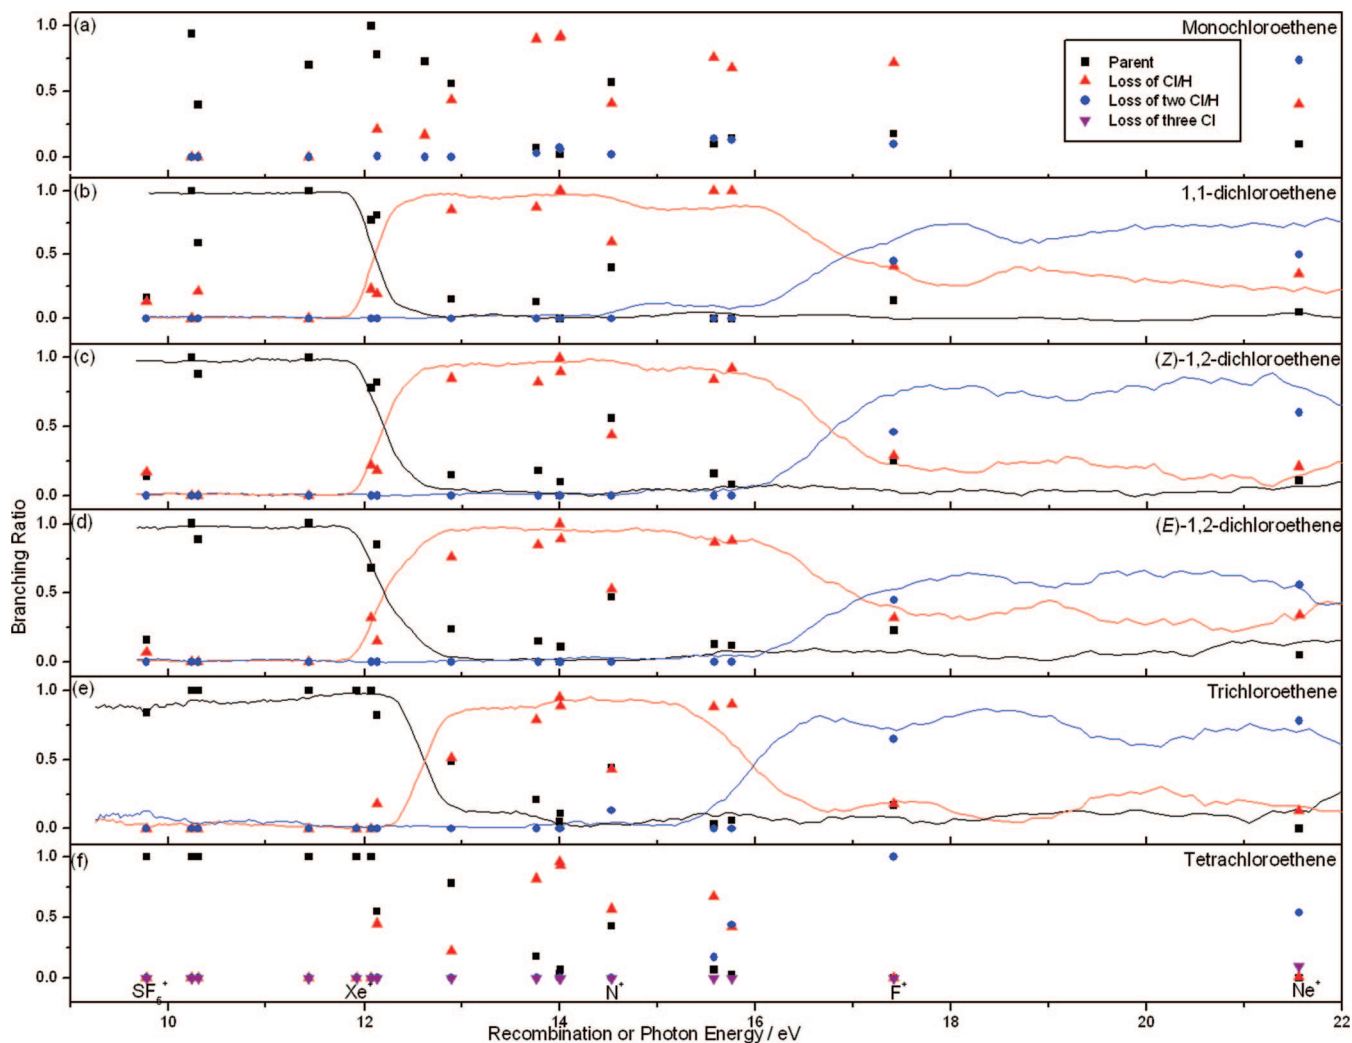 (a) Monochloroethene
1.0
0.5
0.0
Parent
Loss of Cl/H
Loss of two Cl/H
Loss of three Cl
(b) 1,1-dichloroethene
1.0
0.5
0.0
(c) (Z)-1,2-dichloroethene
1.0
0.5
0.0
(d) (E)-1,2-dichloroethene
1.0
0.5
0.0
(e) Trichloroethene
1.0
0.5
0.0
(f) Tetrachloroethene
1.0
0.5
0.0
Branching Ratio
SF5+ Xe+ N+ F+ Ne+
10 12 14 16 18 20 22
Recombination or Photon Energy / eV